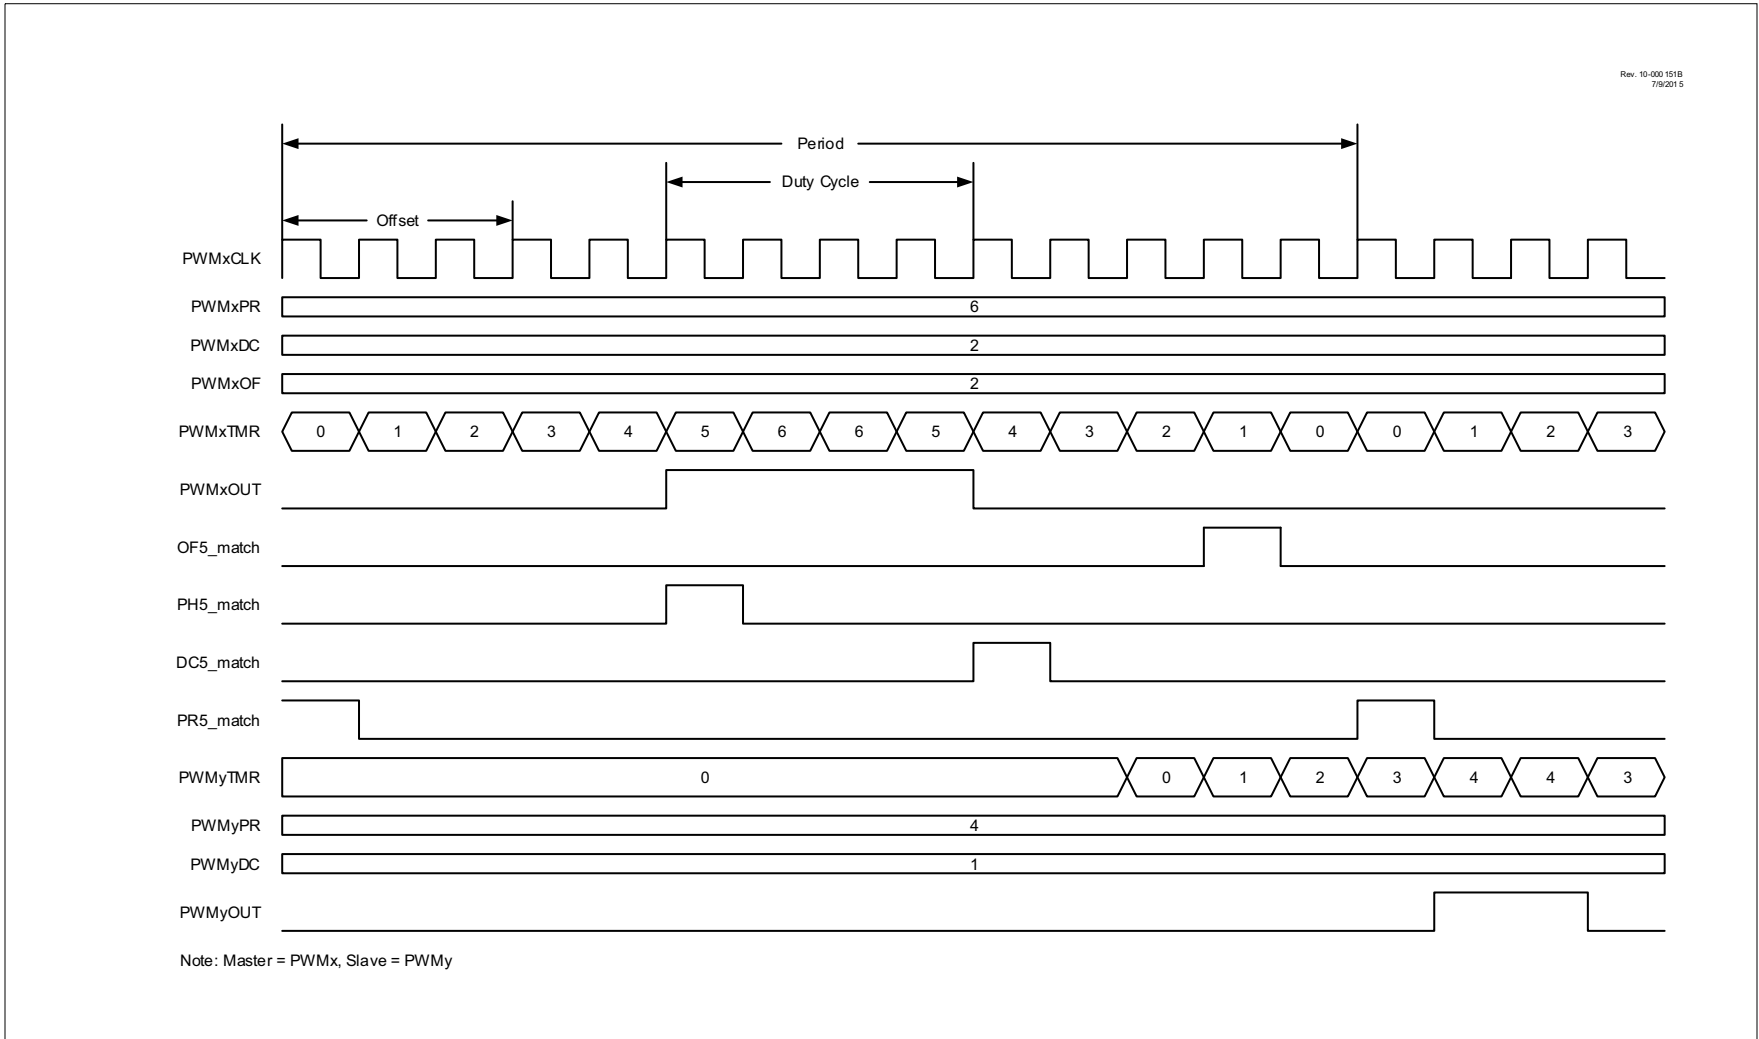 Rev. 10-000 151B
7/9/201 5
Period
Duty Cycle
Offset
PWMxCLK
PWMxPR 6
PWMxDC 2
PWMxOF 2
PWMxTMR 0 1 2 3 4 5 6 6 5 4 3 2 1 0 0 1 2 3
PWMxOUT
OF5_match
PH5_match
DC5_match
PR5_match
PWMyTMR 0 0 1 2 3 4 4 3
PWMyPR 4
PWMyDC 1
PWMyOUT
Note: Master = PWMx, Slave = PWMy